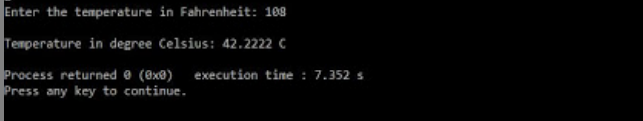 Enter the temperature in Fahrenheit: 108
Temperature in degree Celsius: 42.2222 C
Process returned 0 (0x0)   execution time : 7.352 s
Press any key to continue.